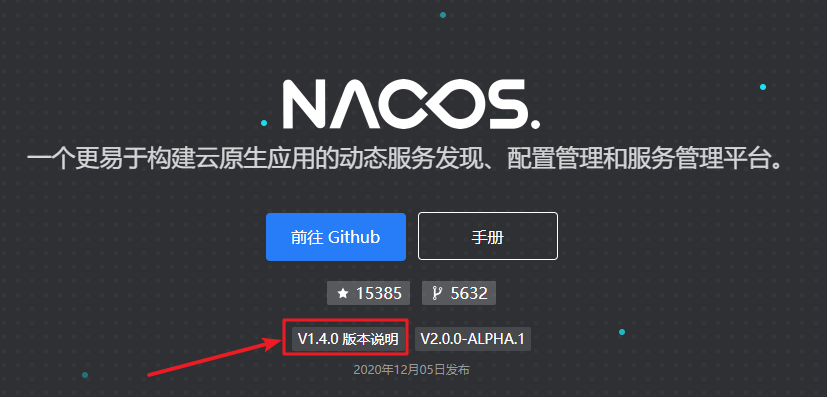 NACOS.
一个更易于构建云原生应用的动态服务发现、配置管理和服务管理平台。
前往 Github 手册
15385 5632
V1.4.0 版本说明 V2.0.0-ALPHA.1
2020年12月05日发布